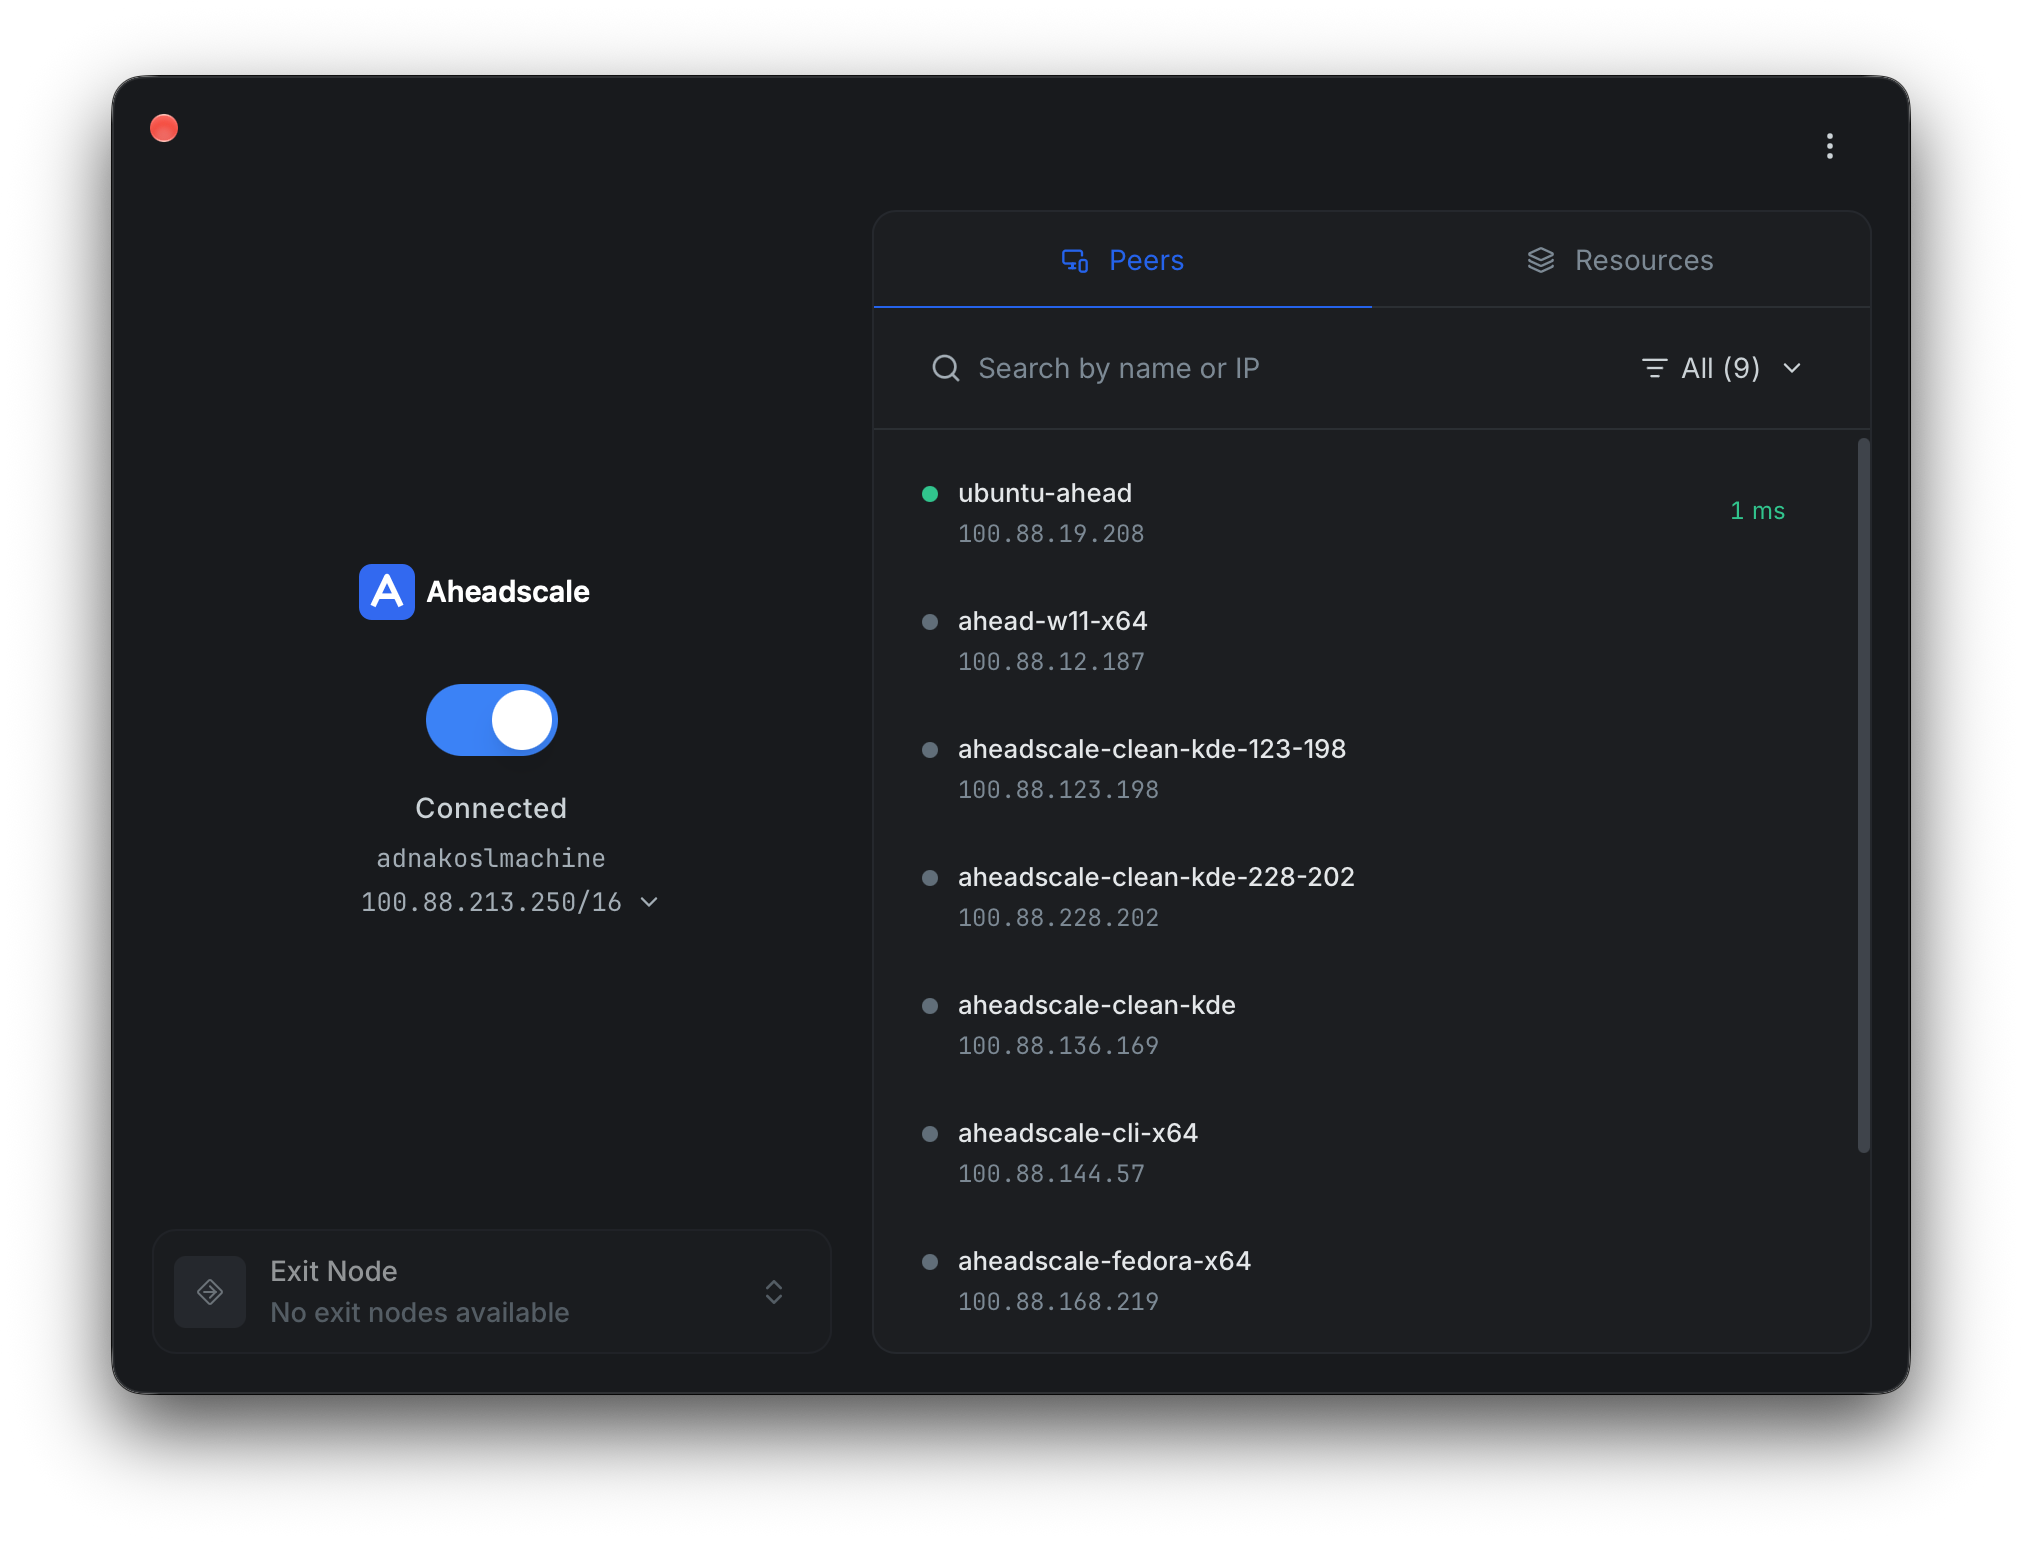 Aheadscale
Connected
adnakoslmachine
100.88.213.250/16
Exit Node
No exit nodes available
Peers
Resources
Search by name or IP
All (9)
ubuntu-ahead
100.88.19.208
1 ms
ahead-w11-x64
100.88.12.187
aheadscale-clean-kde-123-198
100.88.123.198
aheadscale-clean-kde-228-202
100.88.228.202
aheadscale-clean-kde
100.88.136.169
aheadscale-cli-x64
100.88.144.57
aheadscale-fedora-x64
100.88.168.219